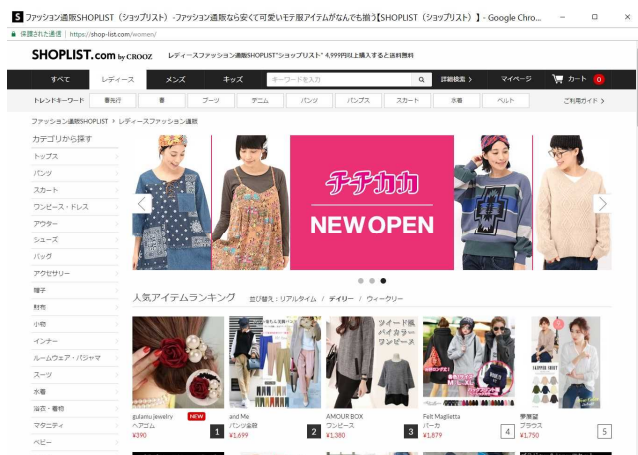 ファッション通販SHOPLIST（ショップリスト）-ファッション通販なら安くて可愛いモテ服アイテムがなんでも揃う【SHOPLIST（ショップリスト）】 - Google Chro...
保護された通信 | https://shop-list.com/women/
SHOPLIST.com by CROOZ
レディースファッション通販SHOPLIST"ショップリスト" 4,999円以上購入すると送料無料
すべて レディース メンズ キッズ キーワードを入力 詳細検索 マイページ カート 0
トレンドキーワード 春先行 春 ブーツ デニム パンツ パンプス スカート 水着 ベルト ご利用ガイド
ファッション通販SHOPLIST > レディースファッション通販
カテゴリから探す
トップス
パンツ
スカート
ワンピース・ドレス
アウター
シューズ
バッグ
アクセサリー
帽子
財布
小物
インナー
ルームウェア・パジャマ
スーツ
水着
浴衣・着物
マタニティ
ベビー
チチカカ
NEW OPEN
人気アイテムランキング 並び替え：リアルタイム / デイリー / ウィークリー
ツイード風
バイカラー
ワンピース
M L XL
gulamu jewelry NEW
ヘアゴム
¥390
1
and Me
パンツ全般
¥1,699
2
AMOUR BOX
ワンピース
¥1,380
3
Felt Maglietta
パーカ
¥1,879
4
夢展望
ブラウス
¥1,750
5